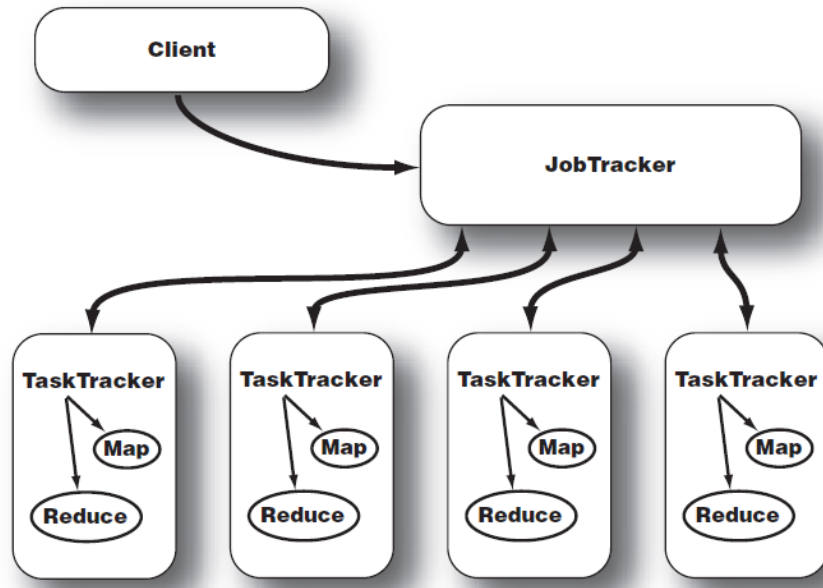 Client
JobTracker
TaskTracker TaskTracker TaskTracker TaskTracker
Map Map Map Map
Reduce Reduce Reduce Reduce